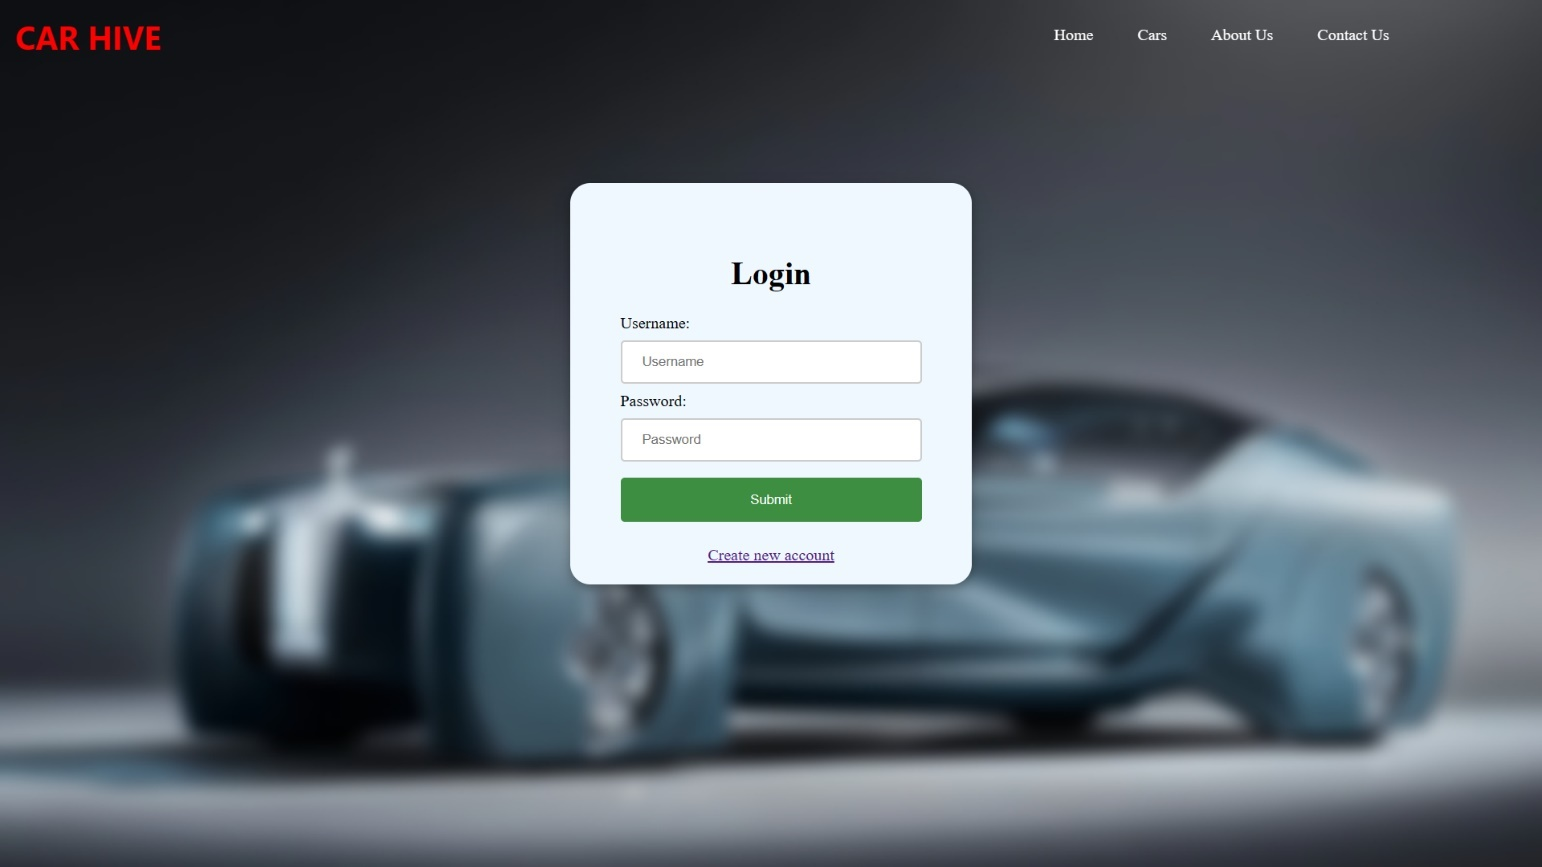 CAR HIVE
Home Cars About Us Contact Us
Login
Username:
Username
Password:
Password
Submit
Create new account